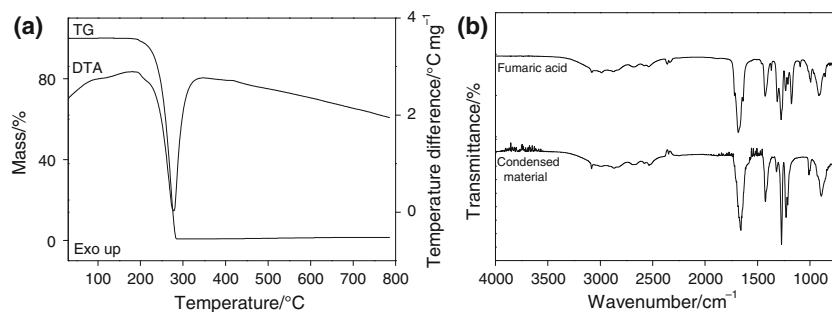 (a)
TG
DTA
Exo up
80
40
0
Mass/%
100 200 300 400 500 600 700 800
Temperature/°C
4
2
0
Temperature difference/°C mg⁻¹
(b)
Fumaric acid
Condensed
material
Transmittance/%
4000 3500 3000 2500 2000 1500 1000
Wavenumber/cm⁻¹